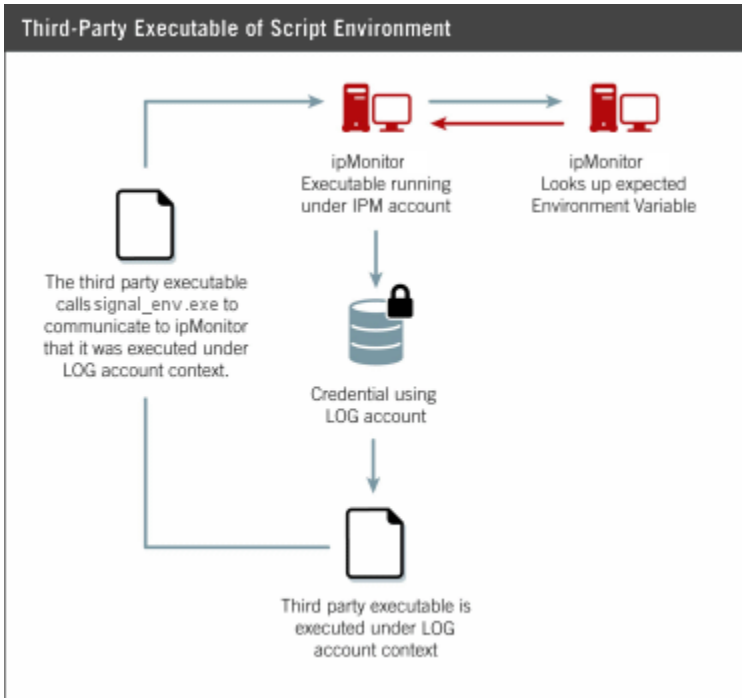 Third-Party Executable of Script Environment
ipMonitor
Executable running
under IPM account
ipMonitor
Looks up expected
Environment Variable
The third party executable
calls signal_env.exe to
communicate to ipMonitor
that it was executed under
LOG account context.
Credential using
LOG account
Third party executable is
executed under LOG
account context